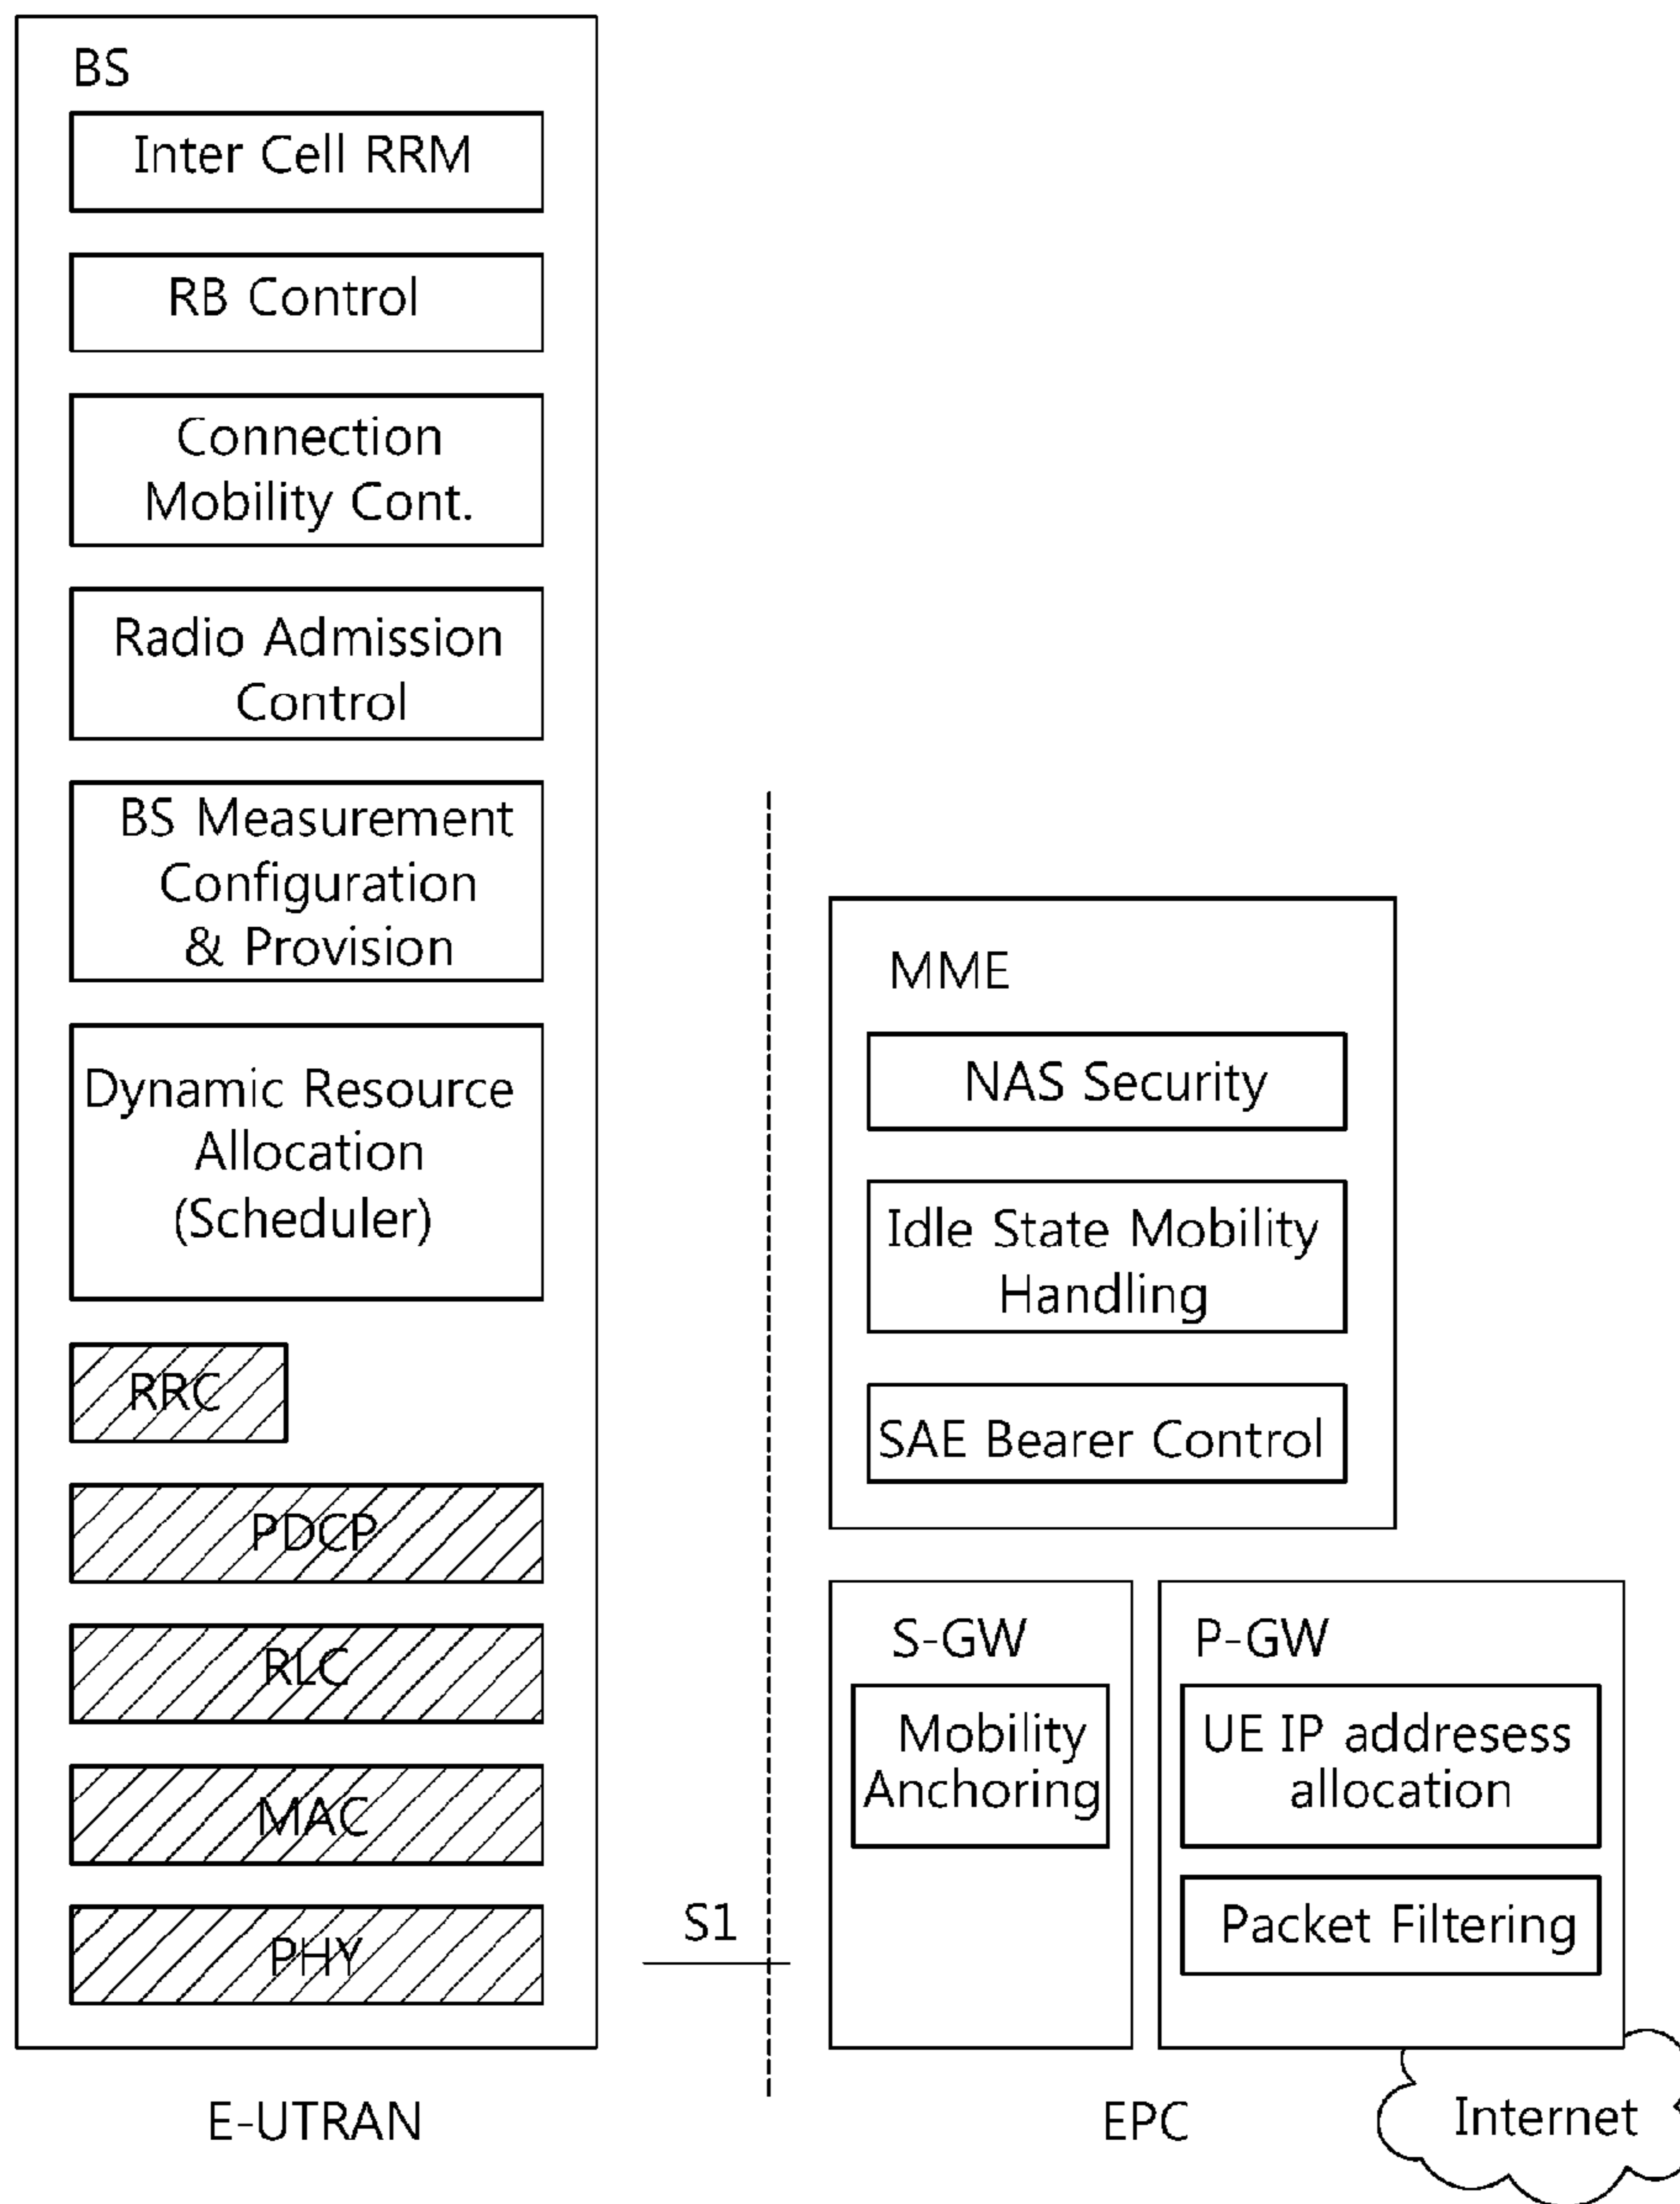 BS
Inter Cell RRM
RB Control
Connection
Mobility Cont.
Radio Admission
Control
BS Measurement
Configuration
& Provision
Dynamic Resource
Allocation
(Scheduler)
RRC
PDCP
RLC
MAC
PHY
E-UTRAN
S1
MME
NAS Security
Idle State Mobility
Handling
SAE Bearer Control
S-GW
Mobility
Anchoring
P-GW
UE IP addresess
allocation
Packet Filtering
EPC
Internet